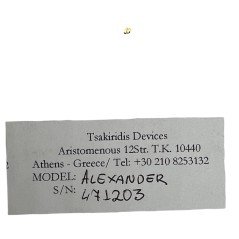 Tsakiridis Devices
Aristomenous 12Str. T.K. 10440
Athens - Greece/ Tel: +30 210 8253132
MODEL: ALEXANDER
S/N: 471203